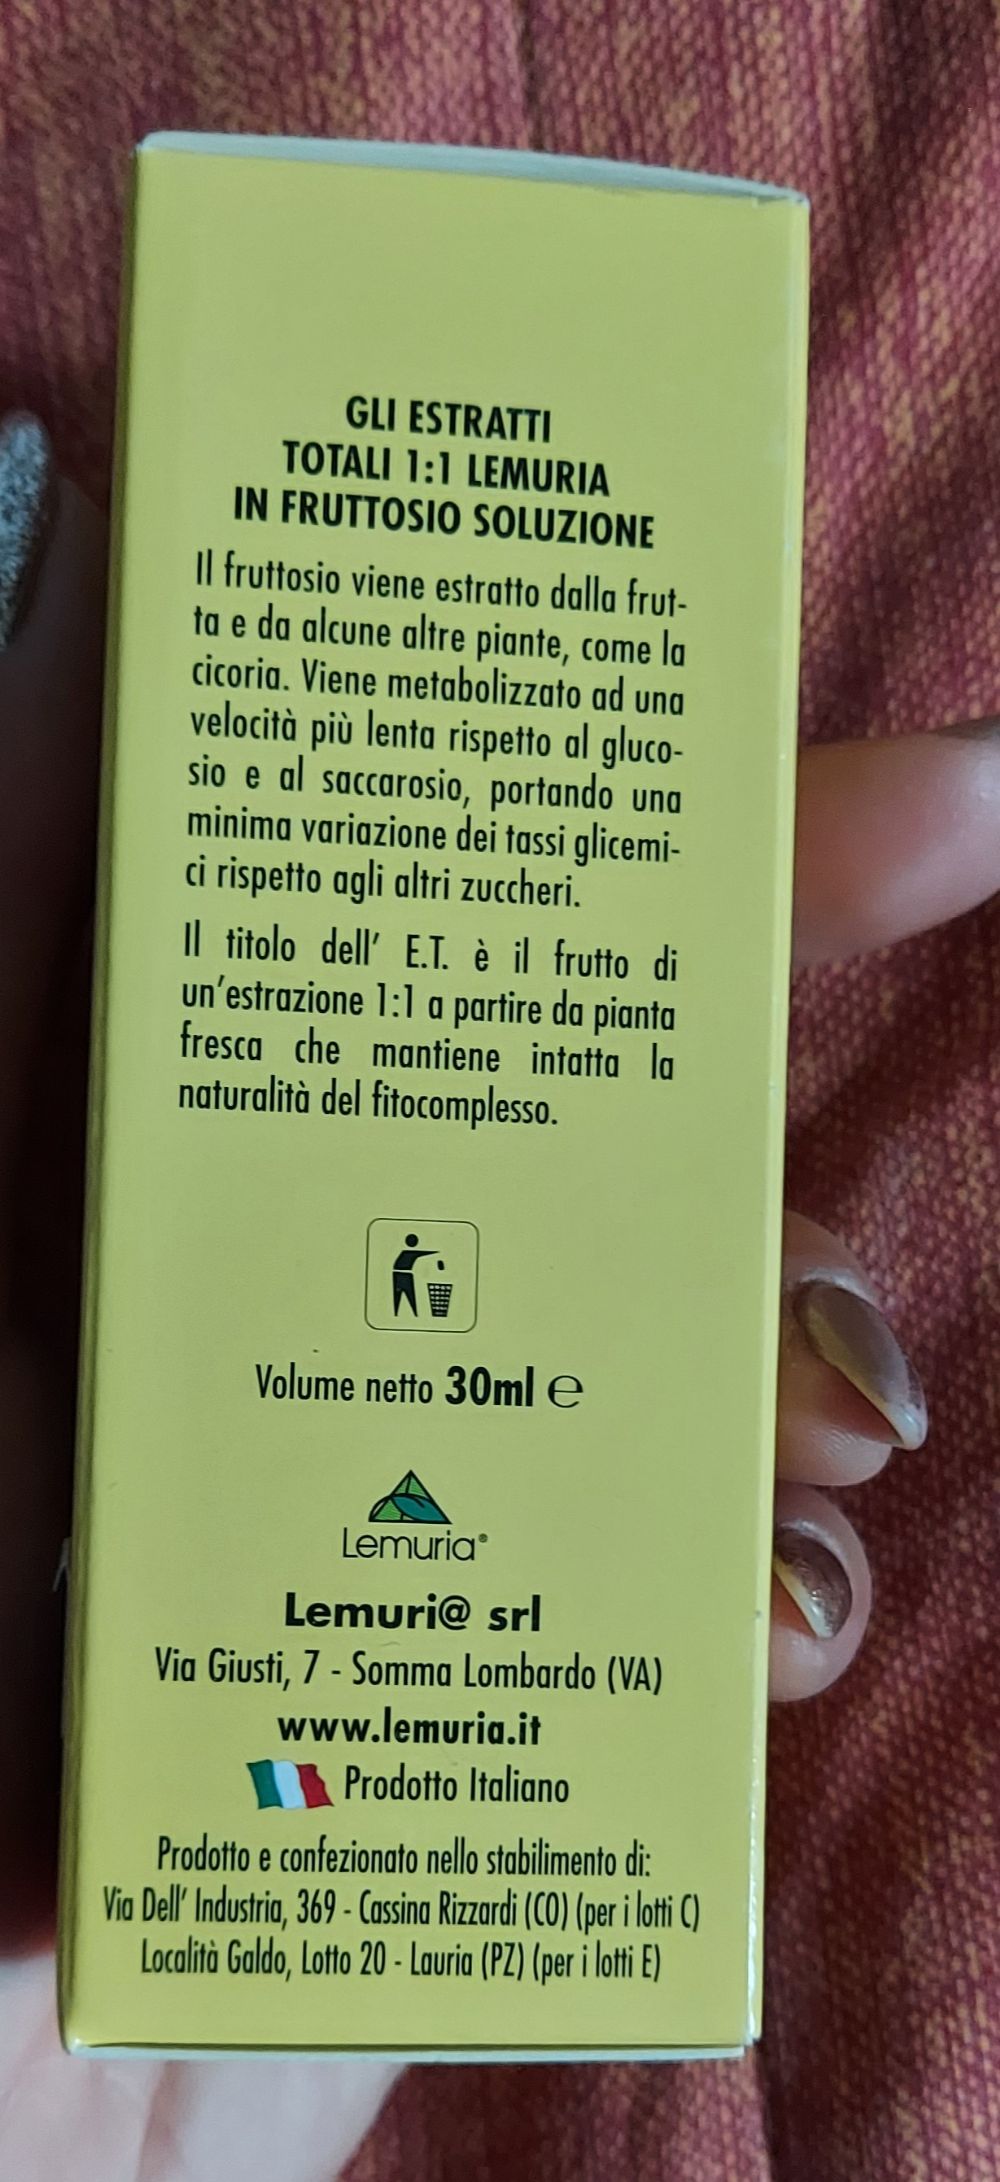 GLI ESTRATTI
TOTALI 1:1 LEMURIA
IN FRUTTOSIO SOLUZIONE
Il fruttosio viene estratto dalla frut-
ta e da alcune altre piante, come la
cicoria. Viene metabolizzato ad una
velocità più lenta rispetto al gluco-
sio e al saccarosio, portando una
minima variazione dei tassi glicemi-
ci rispetto agli altri zuccheri.
Il titolo dell' E.T. è il frutto di
un'estrazione 1:1 a partire da pianta
fresca che mantiene intatta la
naturalità del fitocomplesso.
Volume netto 30ml ℮
Lemuria®
Lemuri@ srl
Via Giusti, 7 - Somma Lombardo (VA)
www.lemuria.it
Prodotto Italiano
Prodotto e confezionato nello stabilimento di:
Via Dell' Industria, 369 - Cassina Rizzardi (CO) (per i lotti C)
Località Galdo, Lotto 20 - Lauria (PZ) (per i lotti E)